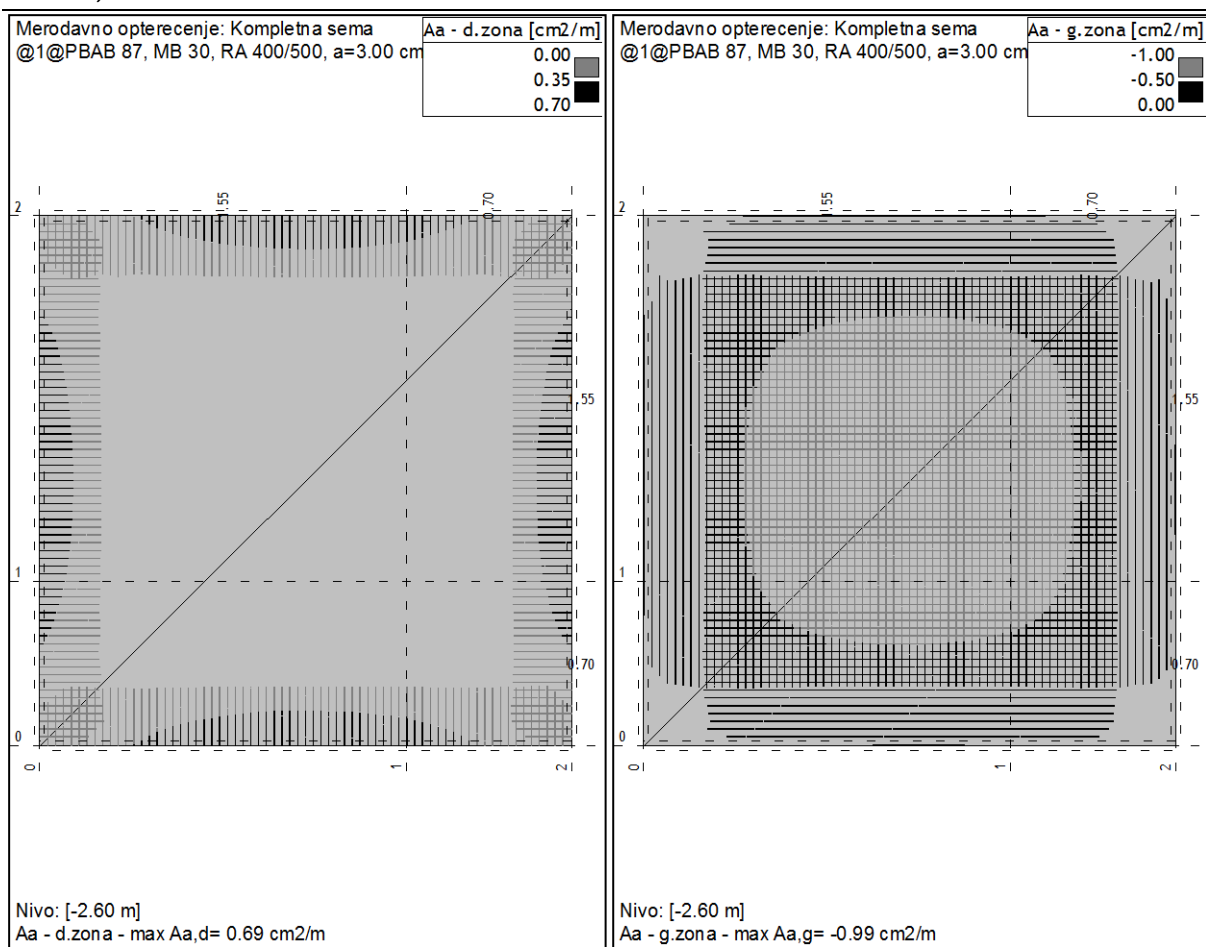 Merodavno opterecenje: Kompletna sema
@1@PBAB 87, MB 30, RA 400/500, a=3.00 cm
Aa - d.zona [cm2/m]
0.00
0.35
0.70
1.55
0.70
2
1.55
1
0.70
0
0
1
2
Nivo: [-2.60 m]
Aa - d.zona - max Aa,d= 0.69 cm2/m
Merodavno opterecenje: Kompletna sema
@1@PBAB 87, MB 30, RA 400/500, a=3.00 cm
Aa - g.zona [cm2/m]
-1.00
-0.50
0.00
1.55
0.70
2
1.55
1
0.70
0
0
1
2
Nivo: [-2.60 m]
Aa - g.zona - max Aa,g= -0.99 cm2/m